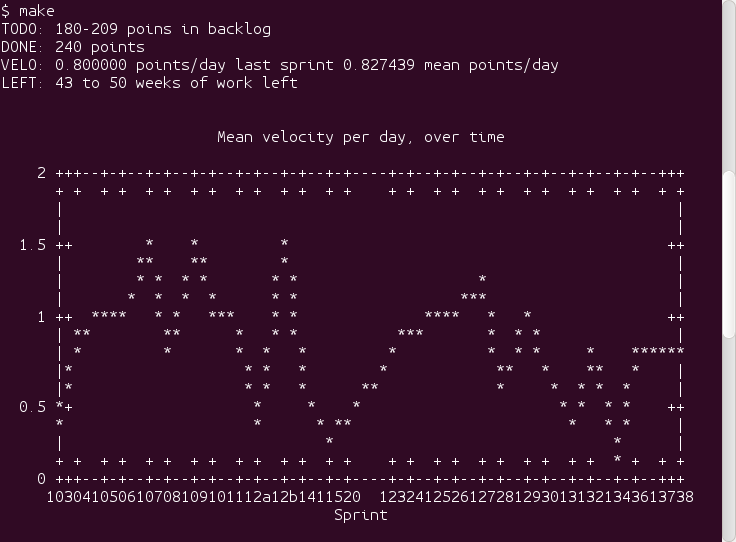 $ make
TODO: 180-209 poins in backlog
DONE: 240 points
VELO: 0.800000 points/day last sprint 0.827439 mean points/day
LEFT: 43 to 50 weeks of work left
Mean velocity per day, over time
2
1.5
1
0.5
0
1030410506107081091011112a12b14111520 1232412526127282930131321343613738
Sprint